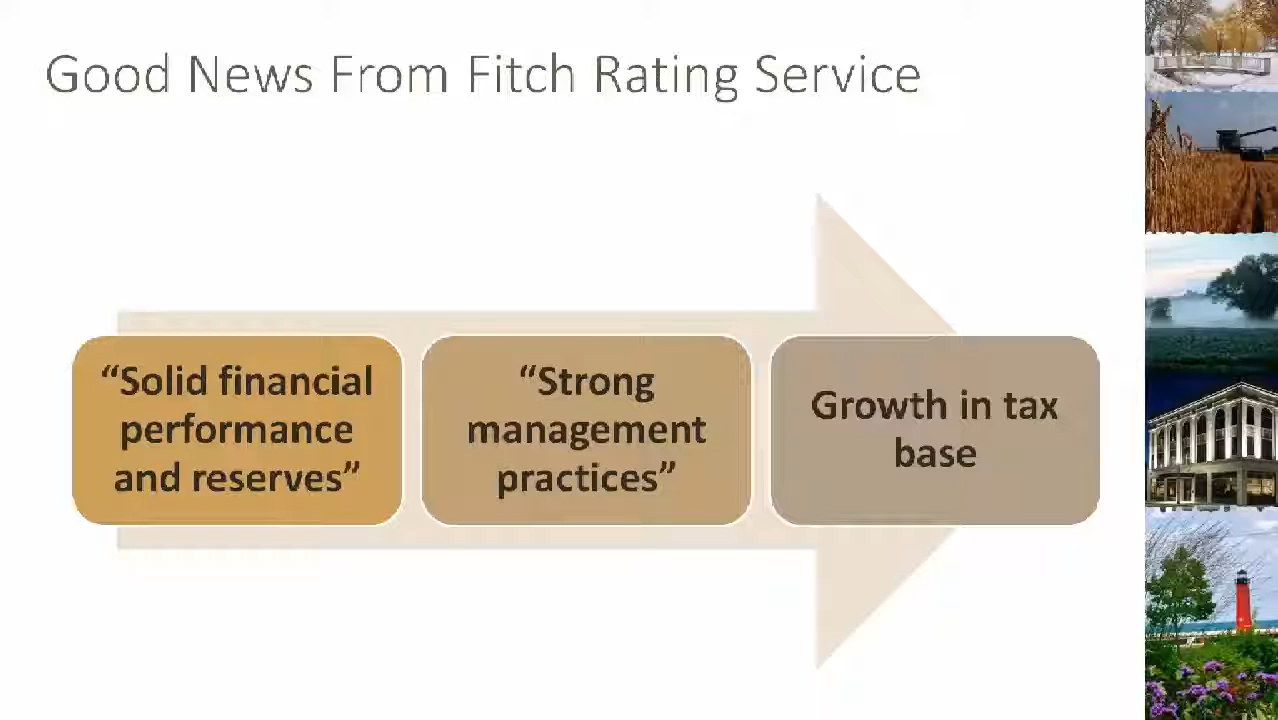 Good News From Fitch Rating Service
“Solid financial
performance
and reserves”
“Strong
management
practices”
Growth in tax
base